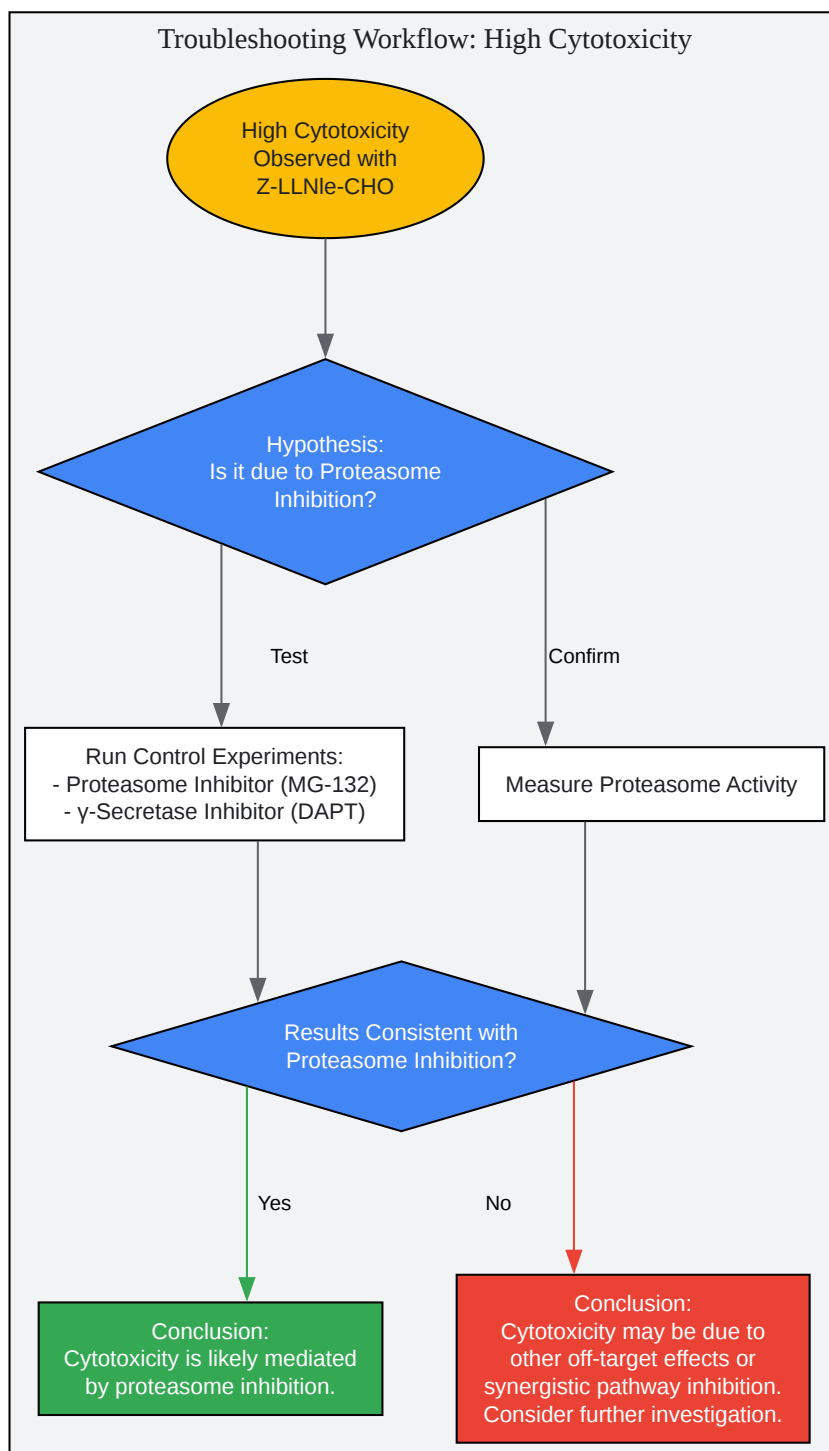 Troubleshooting Workflow: High Cytotoxicity
High Cytotoxicity
Observed with
Z-LLNle-CHO
Hypothesis:
Is it due to Proteasome
Inhibition?
Test
Confirm
Run Control Experiments:
- Proteasome Inhibitor (MG-132)
- γ-Secretase Inhibitor (DAPT)
Measure Proteasome Activity
Results Consistent with
Proteasome Inhibition?
Yes
No
Conclusion:
Cytotoxicity is likely mediated
by proteasome inhibition.
Conclusion:
Cytotoxicity may be due to
other off-target effects or
synergistic pathway inhibition.
Consider further investigation.